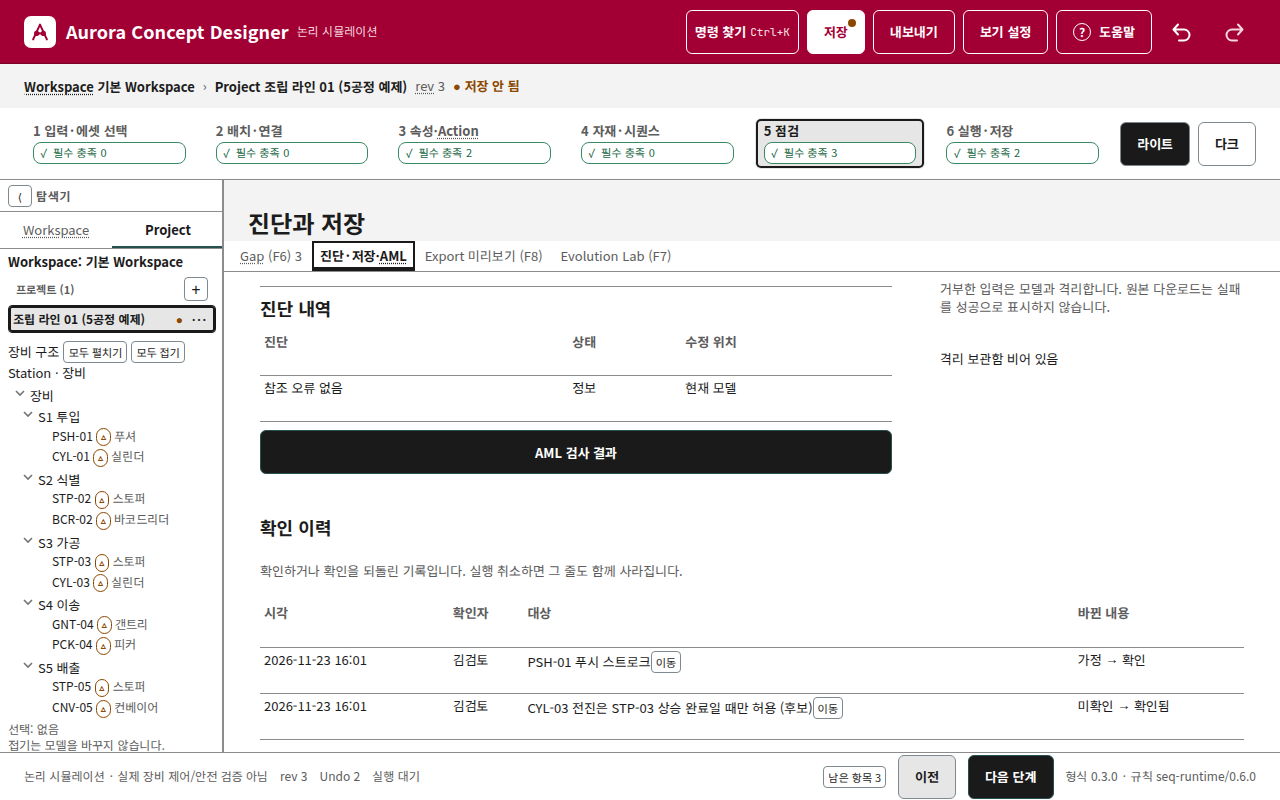 Aurora Concept Designer 논리 시뮬레이션 명령 찾기 Ctrl+K 저장 내보내기 보기 설정 ? 도움말
Workspace 기본 Workspace › Project 조립 라인 01 (5공정 예제) rev 3 ● 저장 안 됨
1 입력·에셋 선택 2 배치·연결 3 속성·Action 4 자재·시퀀스 5 점검 6 실행·저장
✓ 필수 충족 0 ✓ 필수 충족 0 ✓ 필수 충족 2 ✓ 필수 충족 0 ✓ 필수 충족 3 ✓ 필수 충족 2 라이트 다크
⟨ 탐색기
Workspace Project
Workspace: 기본 Workspace
프로젝트 (1) +
조립 라인 01 (5공정 예제) ● ···
장비 구조 모두 펼치기 모두 접기
Station · 장비
장비
S1 투입
PSH-01 푸셔
CYL-01 실린더
S2 식별
STP-02 스토퍼
BCR-02 바코드리더
S3 가공
STP-03 스토퍼
CYL-03 실린더
S4 이송
GNT-04 갠트리
PCK-04 피커
S5 배출
STP-05 스토퍼
CNV-05 컨베이어
선택: 없음
접기는 모델을 바꾸지 않습니다.
진단과 저장
Gap (F6) 3 진단·저장·AML Export 미리보기 (F8) Evolution Lab (F7)
진단 내역
진단 상태 수정 위치
참조 오류 없음 정보 현재 모델
AML 검사 결과
거부한 입력은 모델과 격리합니다. 원본 다운로드는 실패
를 성공으로 표시하지 않습니다.
격리 보관함 비어 있음
확인 이력
확인하거나 확인을 되돌린 기록입니다. 실행 취소하면 그 줄도 함께 사라집니다.
시각 확인자 대상 바뀐 내용
2026-11-23 16:01 김검토 PSH-01 푸시 스트로크 이동 가정 → 확인
2026-11-23 16:01 김검토 CYL-03 전진은 STP-03 상승 완료일 때만 허용 (후보) 이동 미확인 → 확인됨
논리 시뮬레이션 · 실제 장비 제어/안전 검증 아님 rev 3 Undo 2 실행 대기 남은 항목 3 이전 다음 단계 형식 0.3.0 · 규칙 seq-runtime/0.6.0